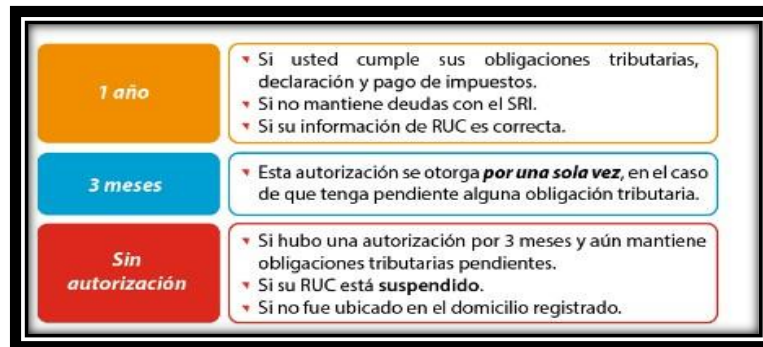 1 año
Si usted cumple sus obligaciones tributarias,
declaración y pago de impuestos.
Si no mantiene deudas con el SRI.
Si su información de RUC es correcta.
3 meses
Esta autorización se otorga por una sola vez, en el caso
de que tenga pendiente alguna obligación tributaria.
Sin
autorización
Si hubo una autorización por 3 meses y aún mantiene
obligaciones tributarias pendientes.
Si su RUC está suspendido.
Si no fue ubicado en el domicilio registrado.